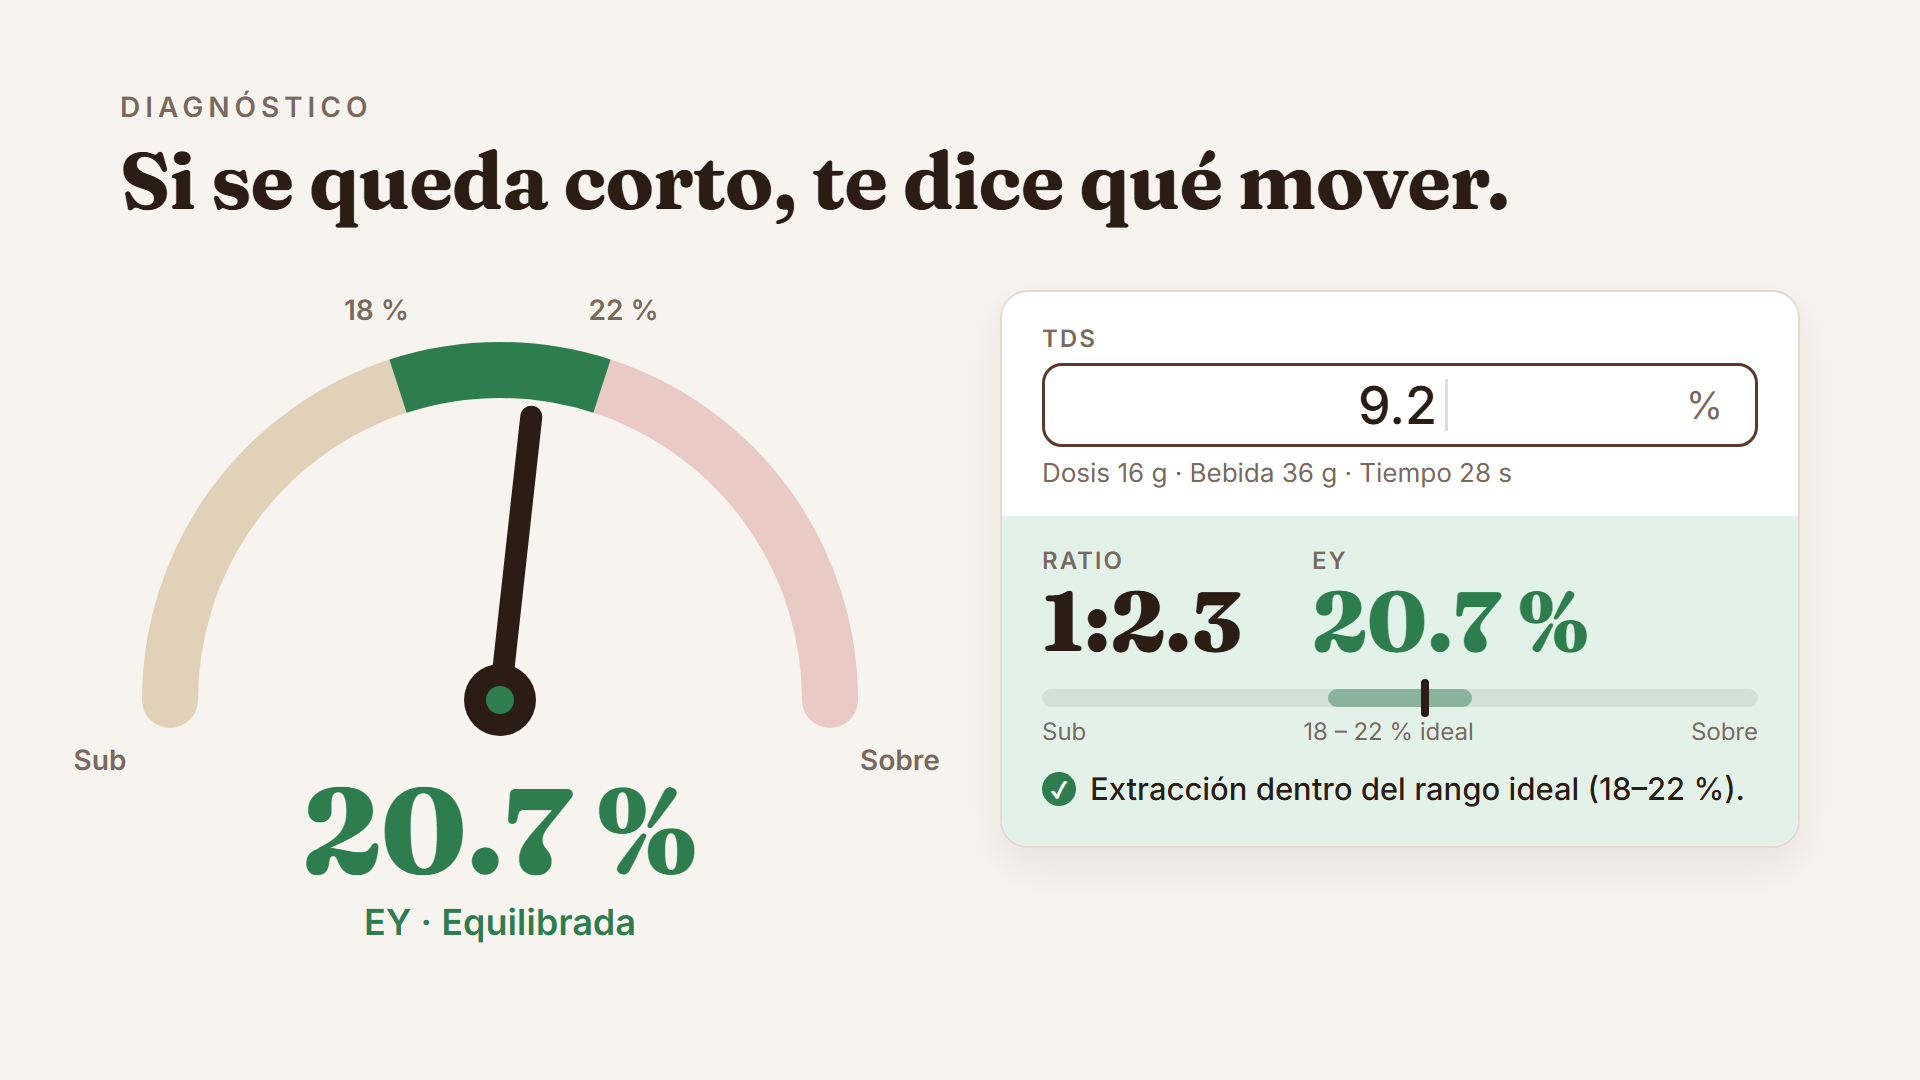 DIAGNÓSTICO
Si se queda corto, te dice qué mover.
18 %
22 %
Sub
Sobre
20.7 %
EY · Equilibrada
TDS
9.2
%
Dosis 16 g · Bebida 36 g · Tiempo 28 s
RATIO
EY
1:2.3
20.7 %
Sub
18 – 22 % ideal
Sobre
Extracción dentro del rango ideal (18–22 %).